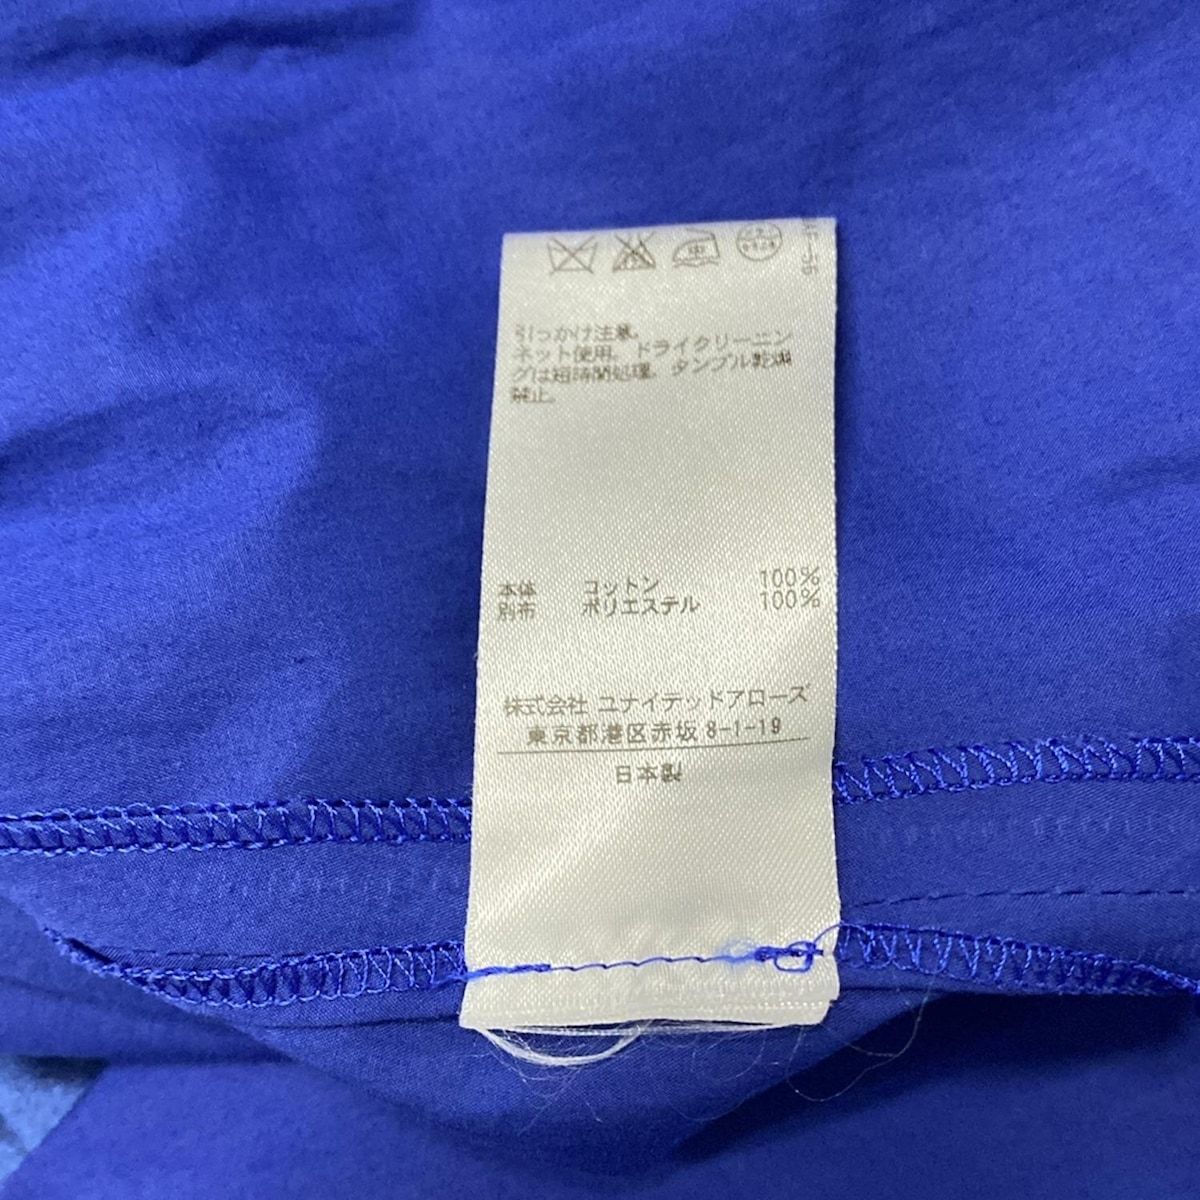 中
引っかけ注意。
ネット使用。ドライクリーニン
グは短時間処理。タンブル乾燥
禁止。
本体 コットン 100%
別布 ポリエステル 100%
株式会社 ユナイテッドアローズ
東京都港区赤坂 8-1-19
日本製